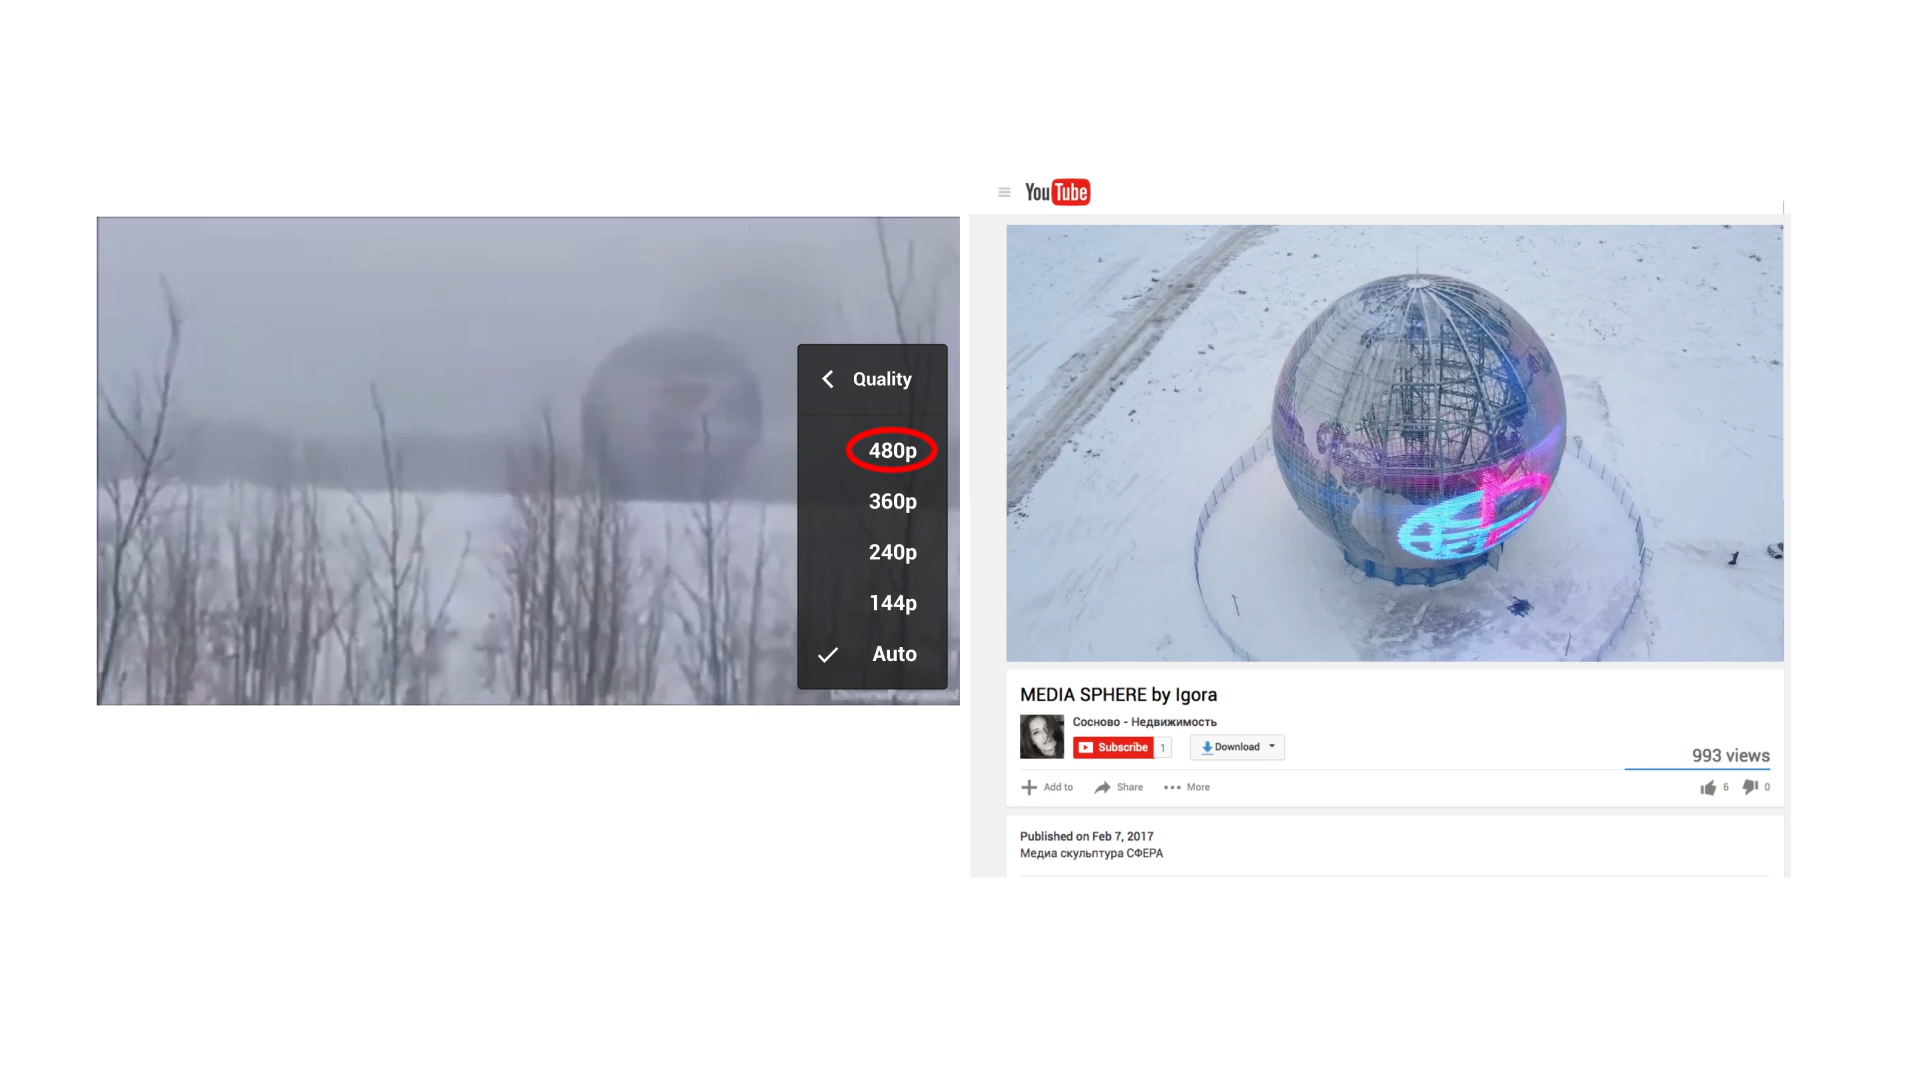 Quality
480p
360p
240p
144p
Auto
YouTube
MEDIA SPHERE by Igora
Сосново - Недвижимость
Subscribe 1
Download
993 views
Add to Share More
6 0
Published on Feb 7, 2017
Медиа скульптура СФЕРА